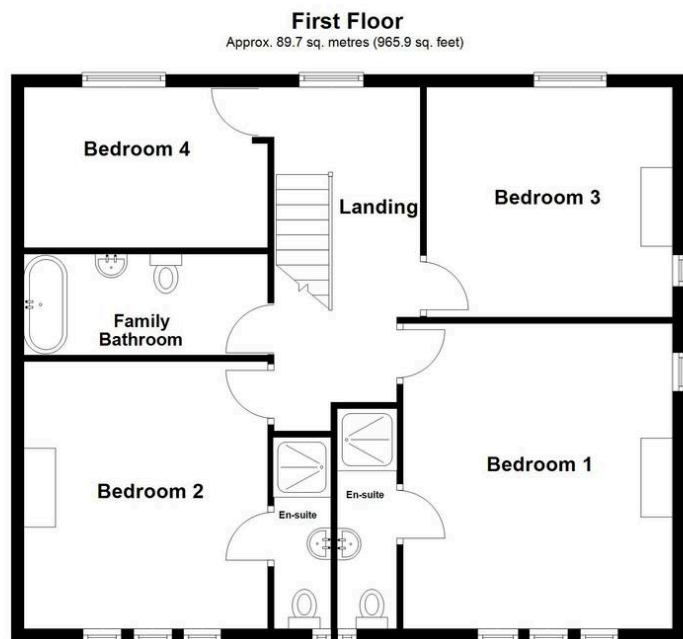 First Floor
Approx. 89.7 sq. metres (965.9 sq. feet)
Bedroom 4
Landing
Bedroom 3
Family
Bathroom
Bedroom 2
Bedroom 1
En-suite
En-suite